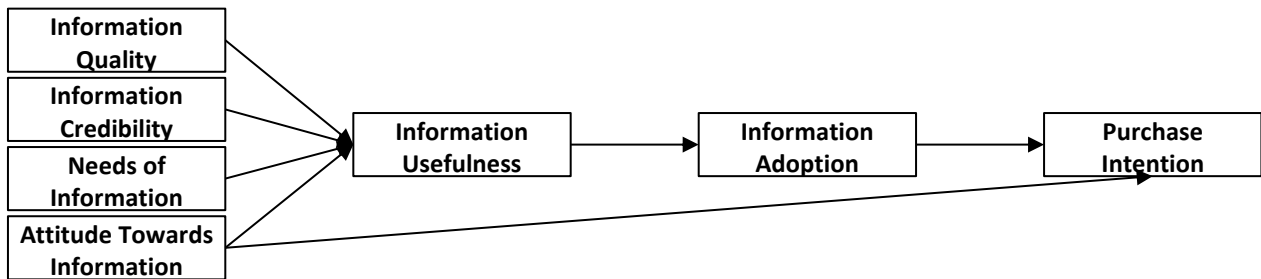 Information
Quality
Information
Credibility
Needs of
Information
Attitude Towards
Information
Information
Usefulness
Information
Adoption
Purchase
Intention